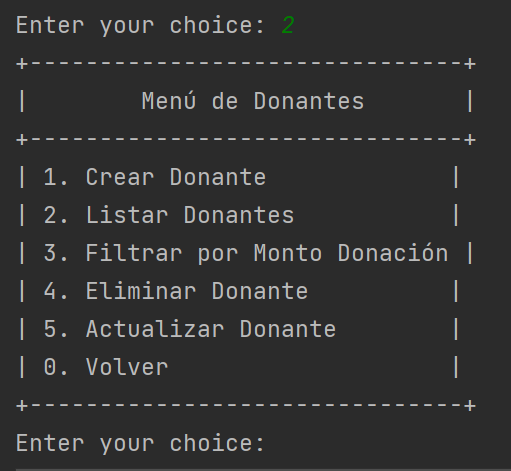 Enter your choice: 2
+-------------------------------+
|        Menú de Donantes       |
+-------------------------------+
| 1. Crear Donante             |
| 2. Listar Donantes           |
| 3. Filtrar por Monto Donación |
| 4. Eliminar Donante          |
| 5. Actualizar Donante        |
| 0. Volver                    |
+-------------------------------+
Enter your choice: